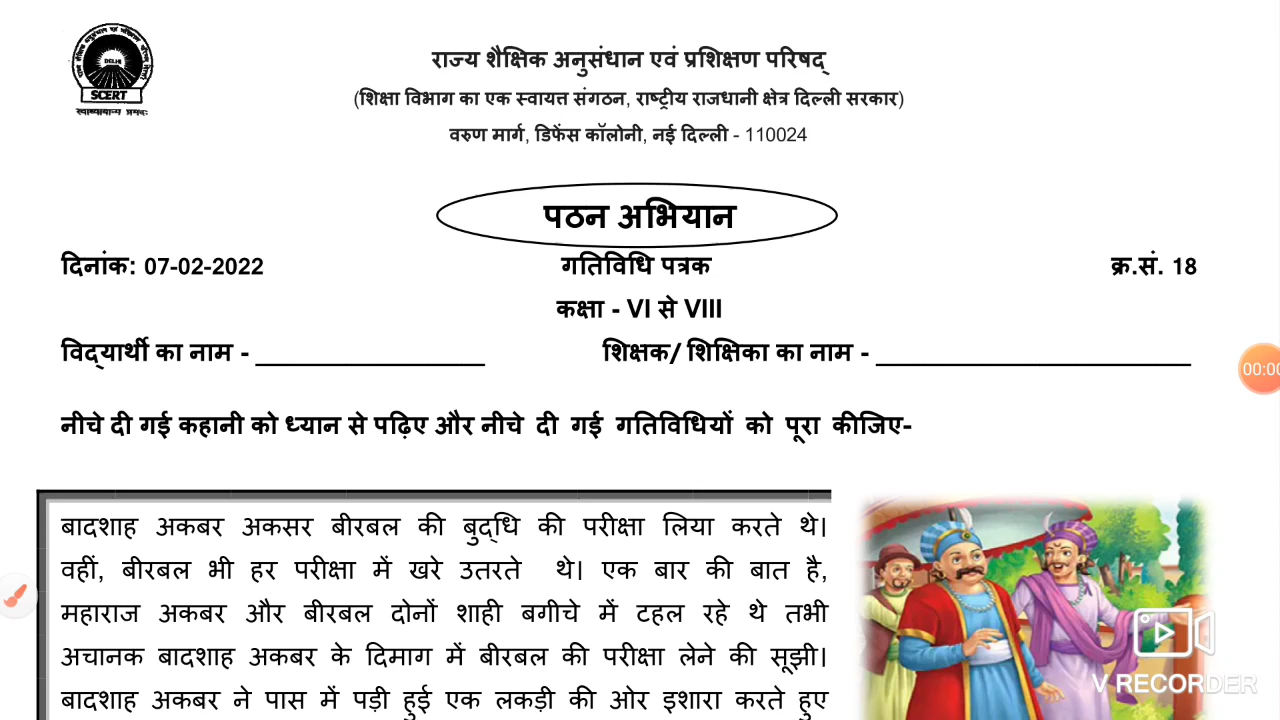 DELHI
SCERT
राज्य शैक्षिक अनुसंधान एवं प्रशिक्षण परिषद्
(शिक्षा विभाग का एक स्वायत्त संगठन, राष्ट्रीय राजधानी क्षेत्र दिल्ली सरकार)
वरुण मार्ग, डिफेंस कॉलोनी, नई दिल्ली - 110024
पठन अभियान
दिनांक: 07-02-2022 गतिविधि पत्रक क्र.सं. 18
कक्षा - VI से VIII
विद्यार्थी का नाम - ________________ शिक्षक/ शिक्षिका का नाम - ______________________
नीचे दी गई कहानी को ध्यान से पढ़िए और नीचे दी गई गतिविधियों को पूरा कीजिए-
बादशाह अकबर अकसर बीरबल की बुद्धि की परीक्षा लिया करते थे।
वहीं, बीरबल भी हर परीक्षा में खरे उतरते थे। एक बार की बात है,
महाराज अकबर और बीरबल दोनों शाही बगीचे में टहल रहे थे तभी
अचानक बादशाह अकबर के दिमाग में बीरबल की परीक्षा लेने की सूझी।
बादशाह अकबर ने पास में पड़ी हुई एक लकड़ी की ओर इशारा करते हुए
00:00
V RECORDER